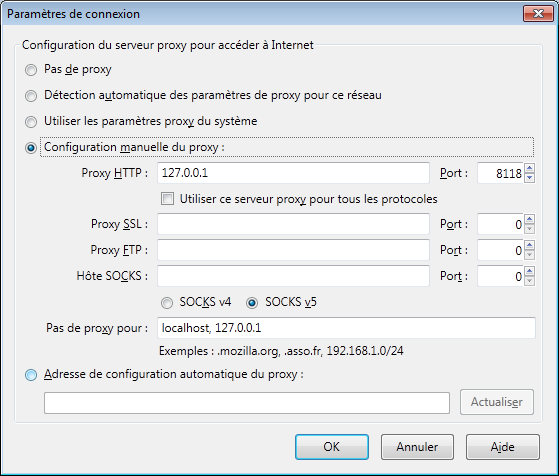 Paramètres de connexion
Configuration du serveur proxy pour accéder à Internet
Pas de proxy
Détection automatique des paramètres de proxy pour ce réseau
Utiliser les paramètres proxy du système
Configuration manuelle du proxy :
Proxy HTTP : 127.0.0.1 Port : 8118
Utiliser ce serveur proxy pour tous les protocoles
Proxy SSL : Port : 0
Proxy FTP : Port : 0
Hôte SOCKS : Port : 0
SOCKS v4 SOCKS v5
Pas de proxy pour : localhost, 127.0.0.1
Exemples : .mozilla.org, .asso.fr, 192.168.1.0/24
Adresse de configuration automatique du proxy :
Actualiser
OK Annuler Aide